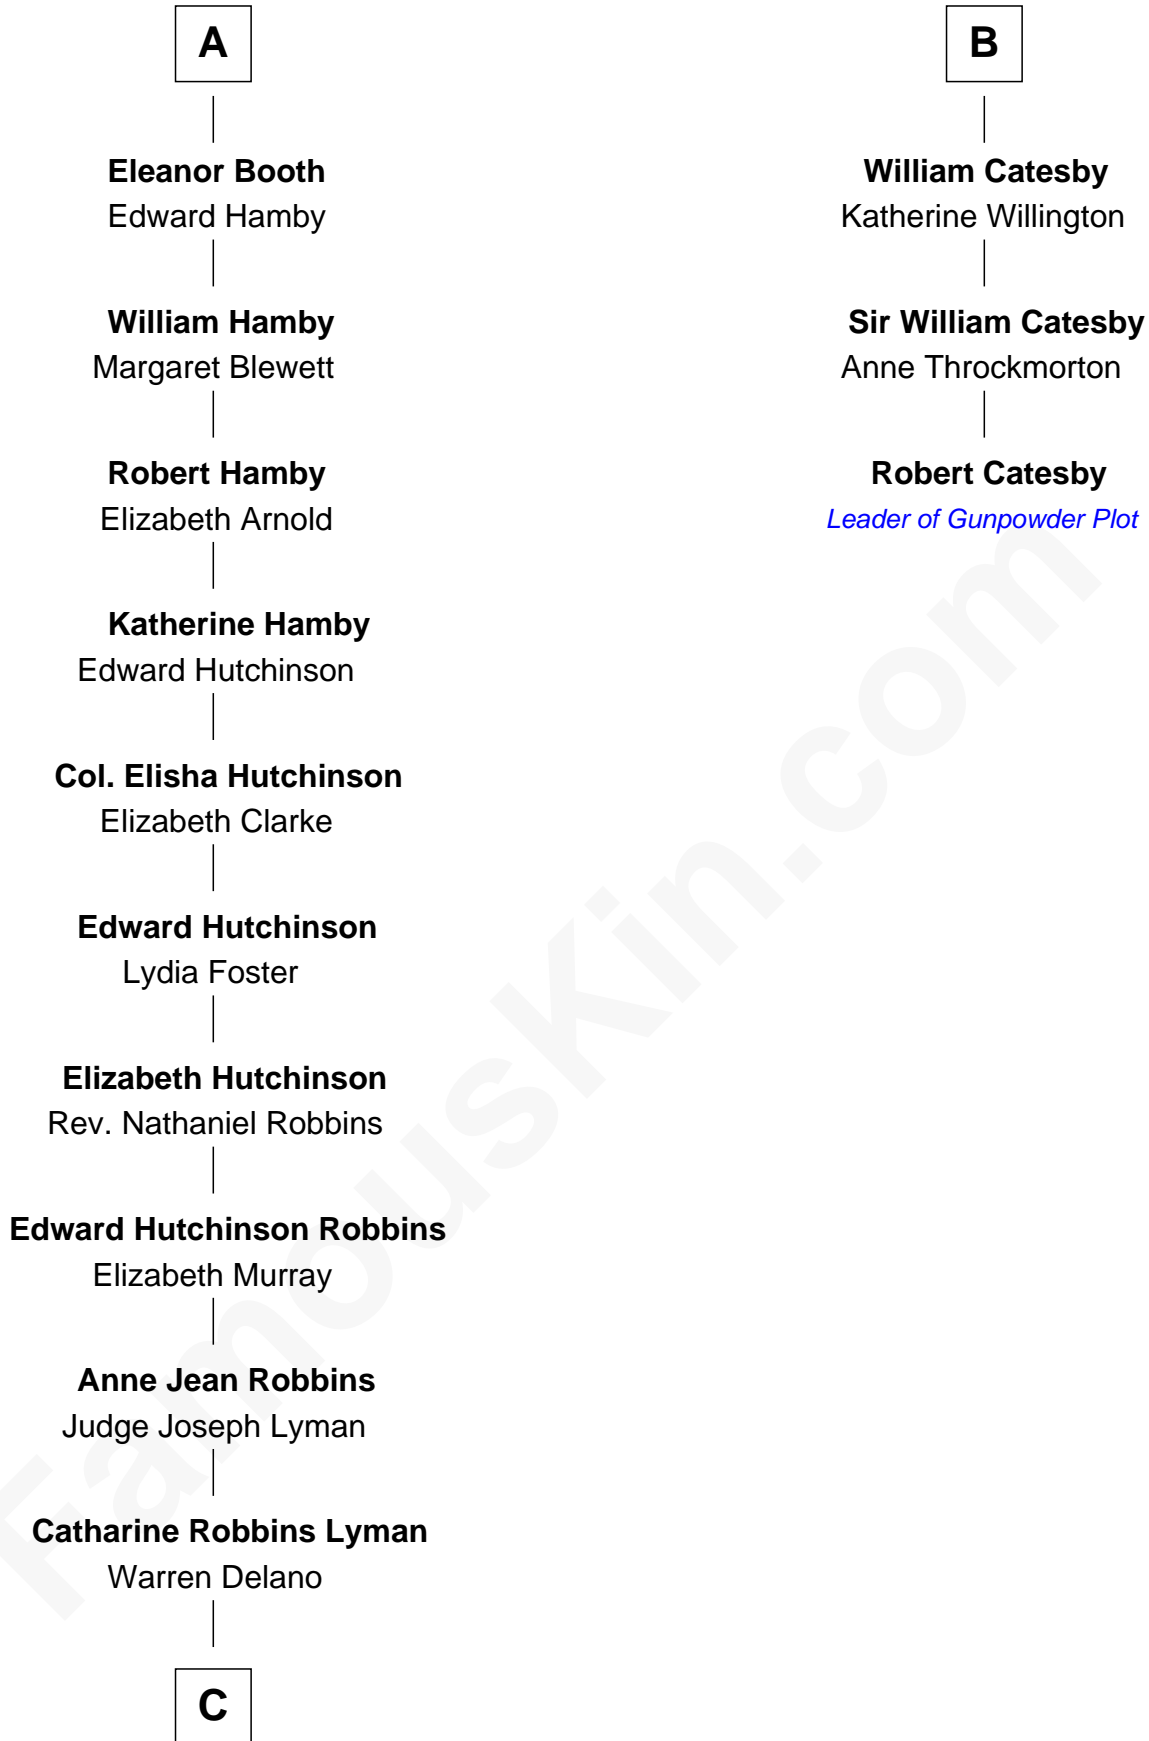 A
Eleanor Booth
Edward Hamby
William Hamby
Margaret Blewett
Robert Hamby
Elizabeth Arnold
Katherine Hamby
Edward Hutchinson
Col. Elisha Hutchinson
Elizabeth Clarke
Edward Hutchinson
Lydia Foster
Elizabeth Hutchinson
Rev. Nathaniel Robbins
Edward Hutchinson Robbins
Elizabeth Murray
Anne Jean Robbins
Judge Joseph Lyman
Catharine Robbins Lyman
Warren Delano
C
B
William Catesby
Katherine Willington
Sir William Catesby
Anne Throckmorton
Robert Catesby
Leader of Gunpowder Plot
FamousKin.com